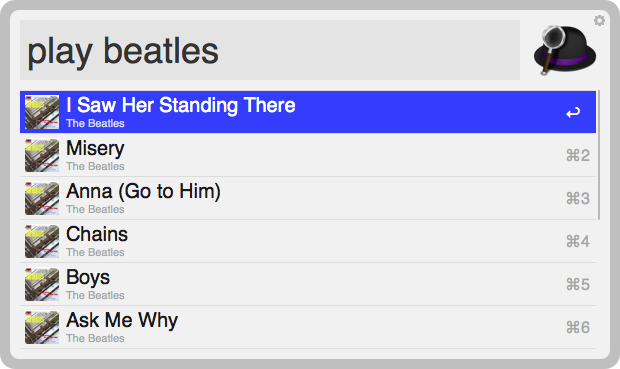 play beatles
I Saw Her Standing There
The Beatles
↩
Misery
The Beatles
⌘2
Anna (Go to Him)
The Beatles
⌘3
Chains
The Beatles
⌘4
Boys
The Beatles
⌘5
Ask Me Why
The Beatles
⌘6